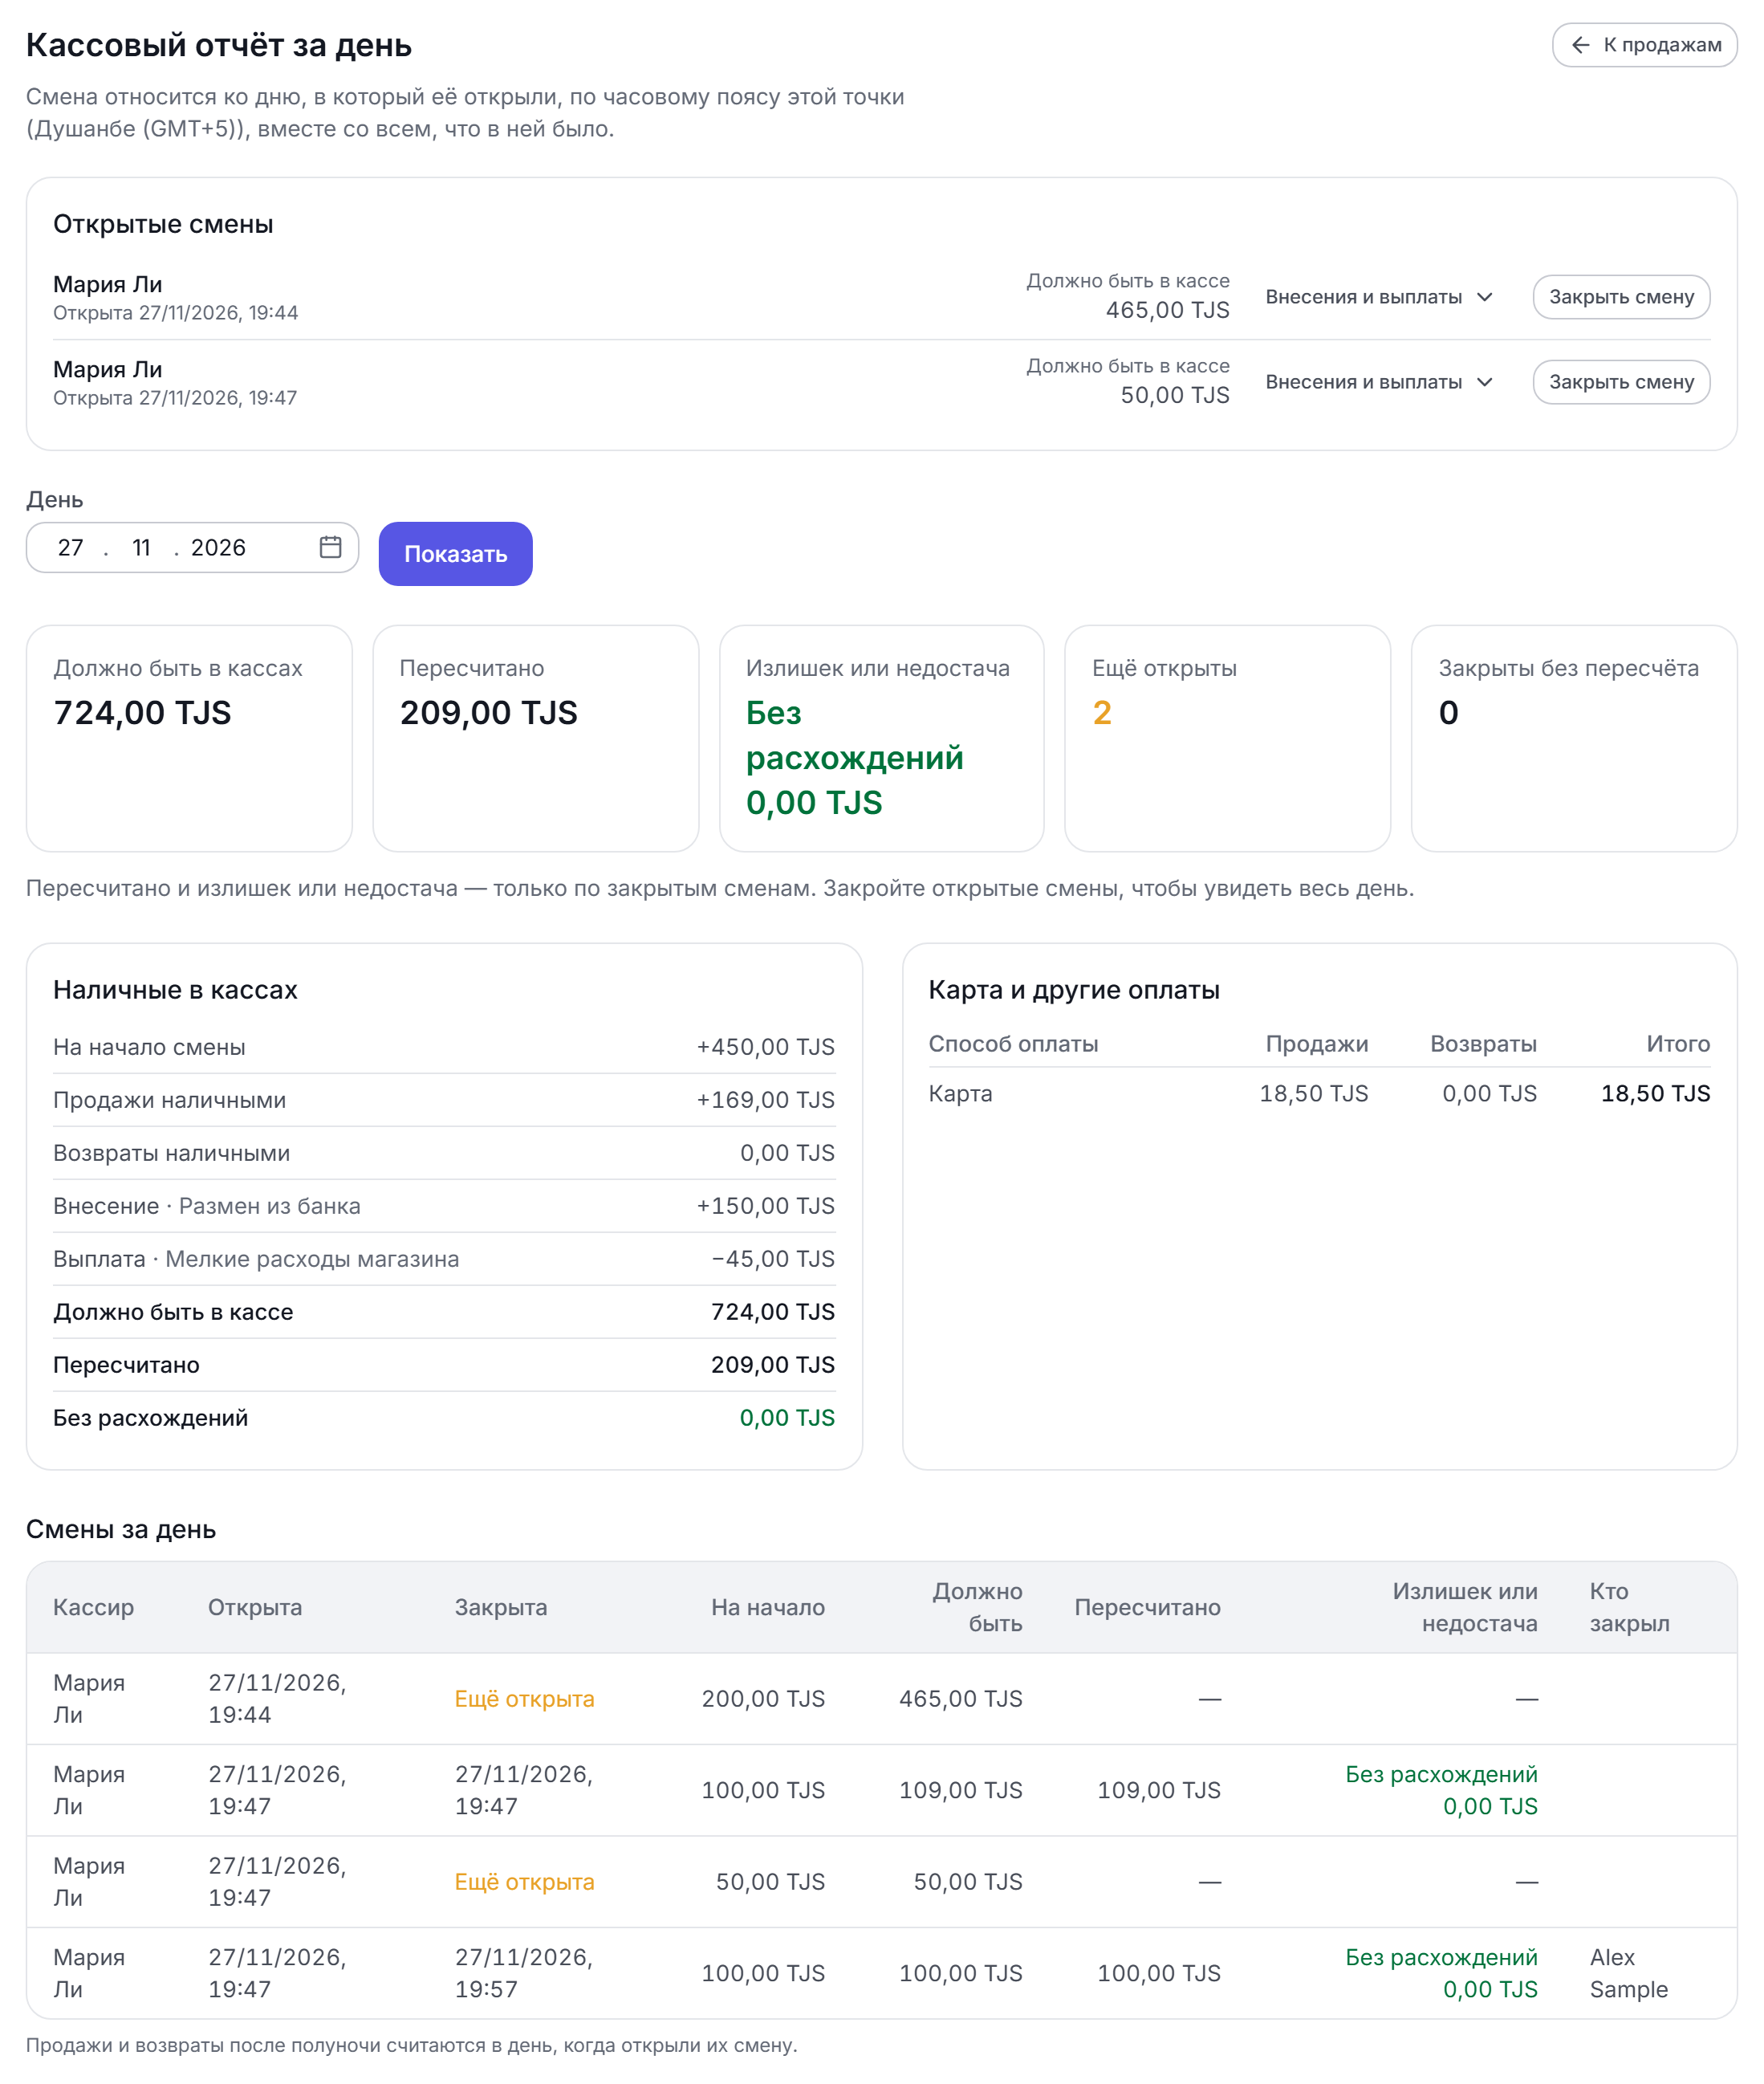 Кассовый отчёт за день
К продажам
Смена относится ко дню, в который её открыли, по часовому поясу этой точки
(Душанбе (GMT+5)), вместе со всем, что в ней было.
Открытые смены
Мария Ли
Открыта 27/11/2026, 19:44
Должно быть в кассе
465,00 TJS
Внесения и выплаты
Закрыть смену
Мария Ли
Открыта 27/11/2026, 19:47
Должно быть в кассе
50,00 TJS
Внесения и выплаты
Закрыть смену
День
27 . 11 . 2026
Показать
Должно быть в кассах
724,00 TJS
Пересчитано
209,00 TJS
Излишек или недостача
Без
расхождений
0,00 TJS
Ещё открыты
2
Закрыты без пересчёта
0
Пересчитано и излишек или недостача — только по закрытым сменам. Закройте открытые смены, чтобы увидеть весь день.
Наличные в кассах
На начало смены +450,00 TJS
Продажи наличными +169,00 TJS
Возвраты наличными 0,00 TJS
Внесение · Размен из банка +150,00 TJS
Выплата · Мелкие расходы магазина −45,00 TJS
Должно быть в кассе 724,00 TJS
Пересчитано 209,00 TJS
Без расхождений 0,00 TJS
Карта и другие оплаты
Способ оплаты Продажи Возвраты Итого
Карта 18,50 TJS 0,00 TJS 18,50 TJS
Смены за день
Кассир Открыта Закрыта На начало Должно быть Пересчитано Излишек или недостача Кто закрыл
Мария Ли 27/11/2026, 19:44 Ещё открыта 200,00 TJS 465,00 TJS — —
Мария Ли 27/11/2026, 19:47 27/11/2026, 19:47 100,00 TJS 109,00 TJS 109,00 TJS Без расхождений 0,00 TJS
Мария Ли 27/11/2026, 19:47 Ещё открыта 50,00 TJS 50,00 TJS — —
Мария Ли 27/11/2026, 19:47 27/11/2026, 19:57 100,00 TJS 100,00 TJS 100,00 TJS Без расхождений 0,00 TJS Alex Sample
Продажи и возвраты после полуночи считаются в день, когда открыли их смену.